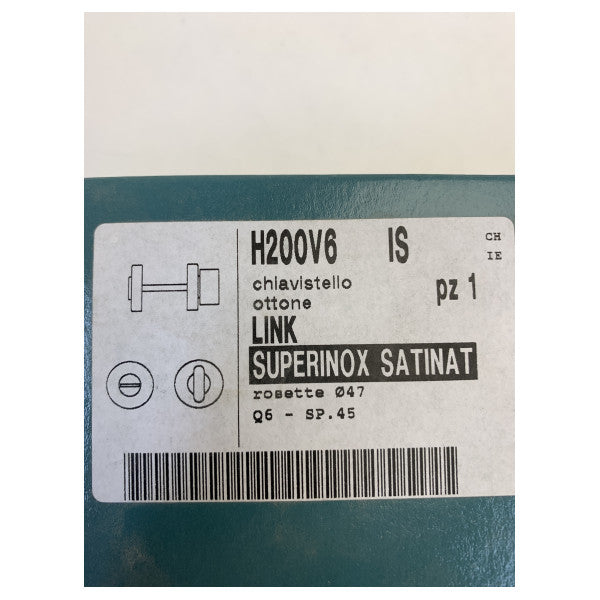 H200V6 IS CH
IE
chiavistello
ottone pz 1
LINK
SUPERINOX SATINAT
rosette Ø47
Q6 - SP.45